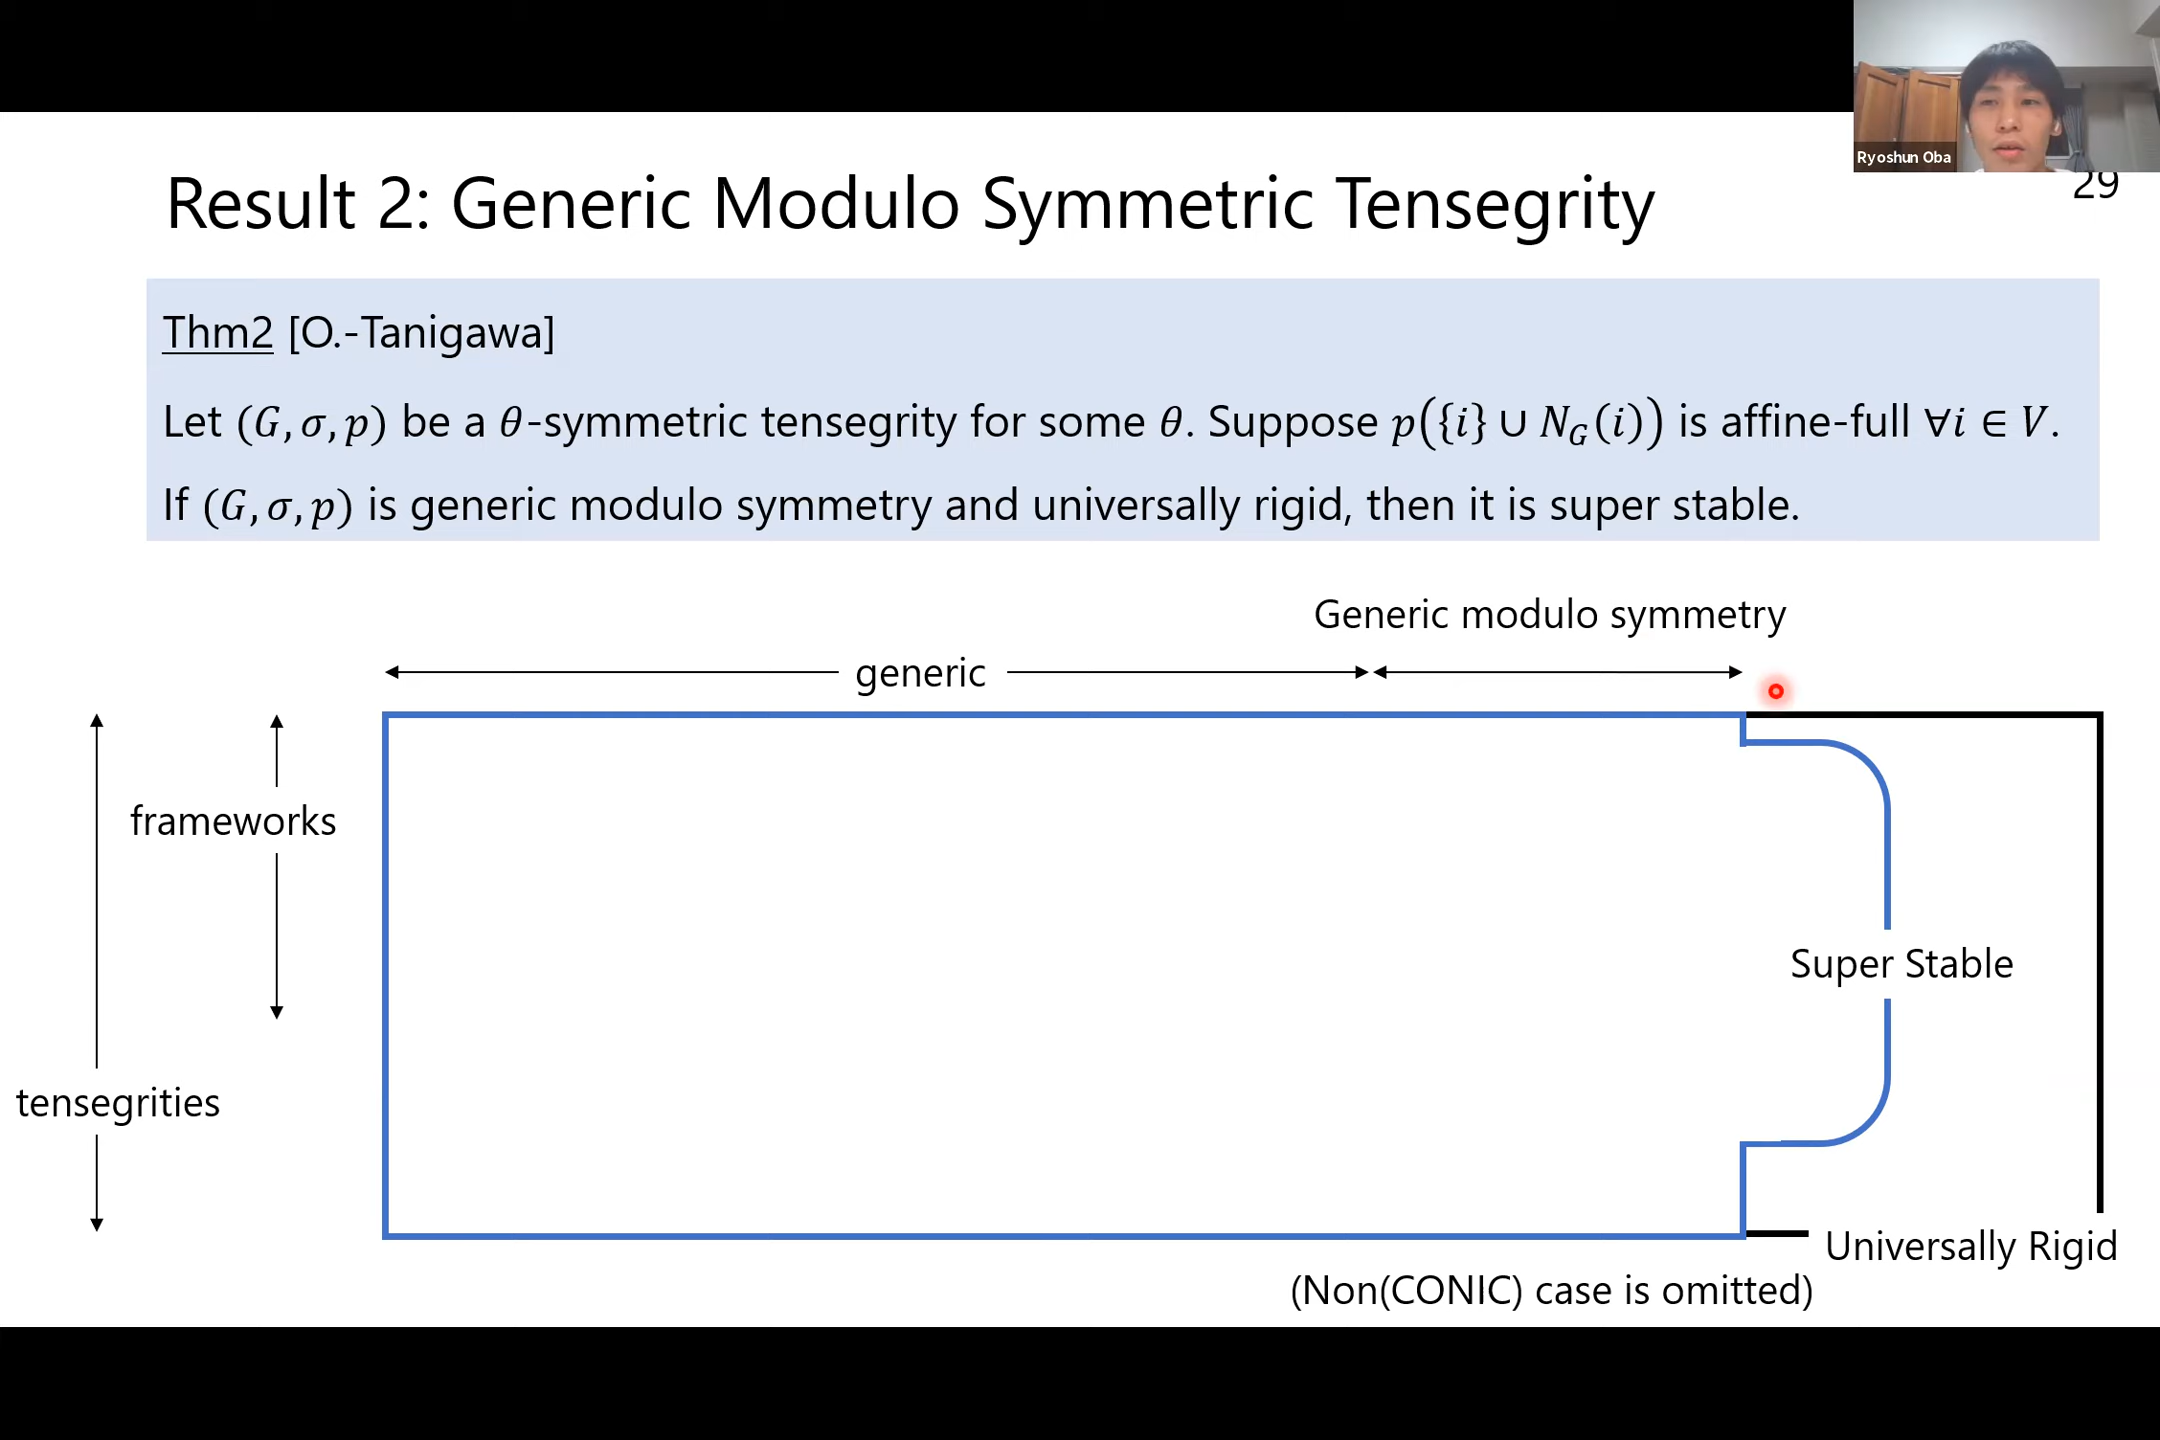 Ryoshun Oba
29
Result 2: Generic Modulo Symmetric Tensegrity
Thm2 [O.-Tanigawa]
Let (G, σ, p) be a θ-symmetric tensegrity for some θ. Suppose p({i} ∪ N_G(i)) is affine-full ∀i ∈ V.
If (G, σ, p) is generic modulo symmetry and universally rigid, then it is super stable.
Generic modulo symmetry
generic
frameworks
Super Stable
tensegrities
Universally Rigid
(Non(CONIC) case is omitted)